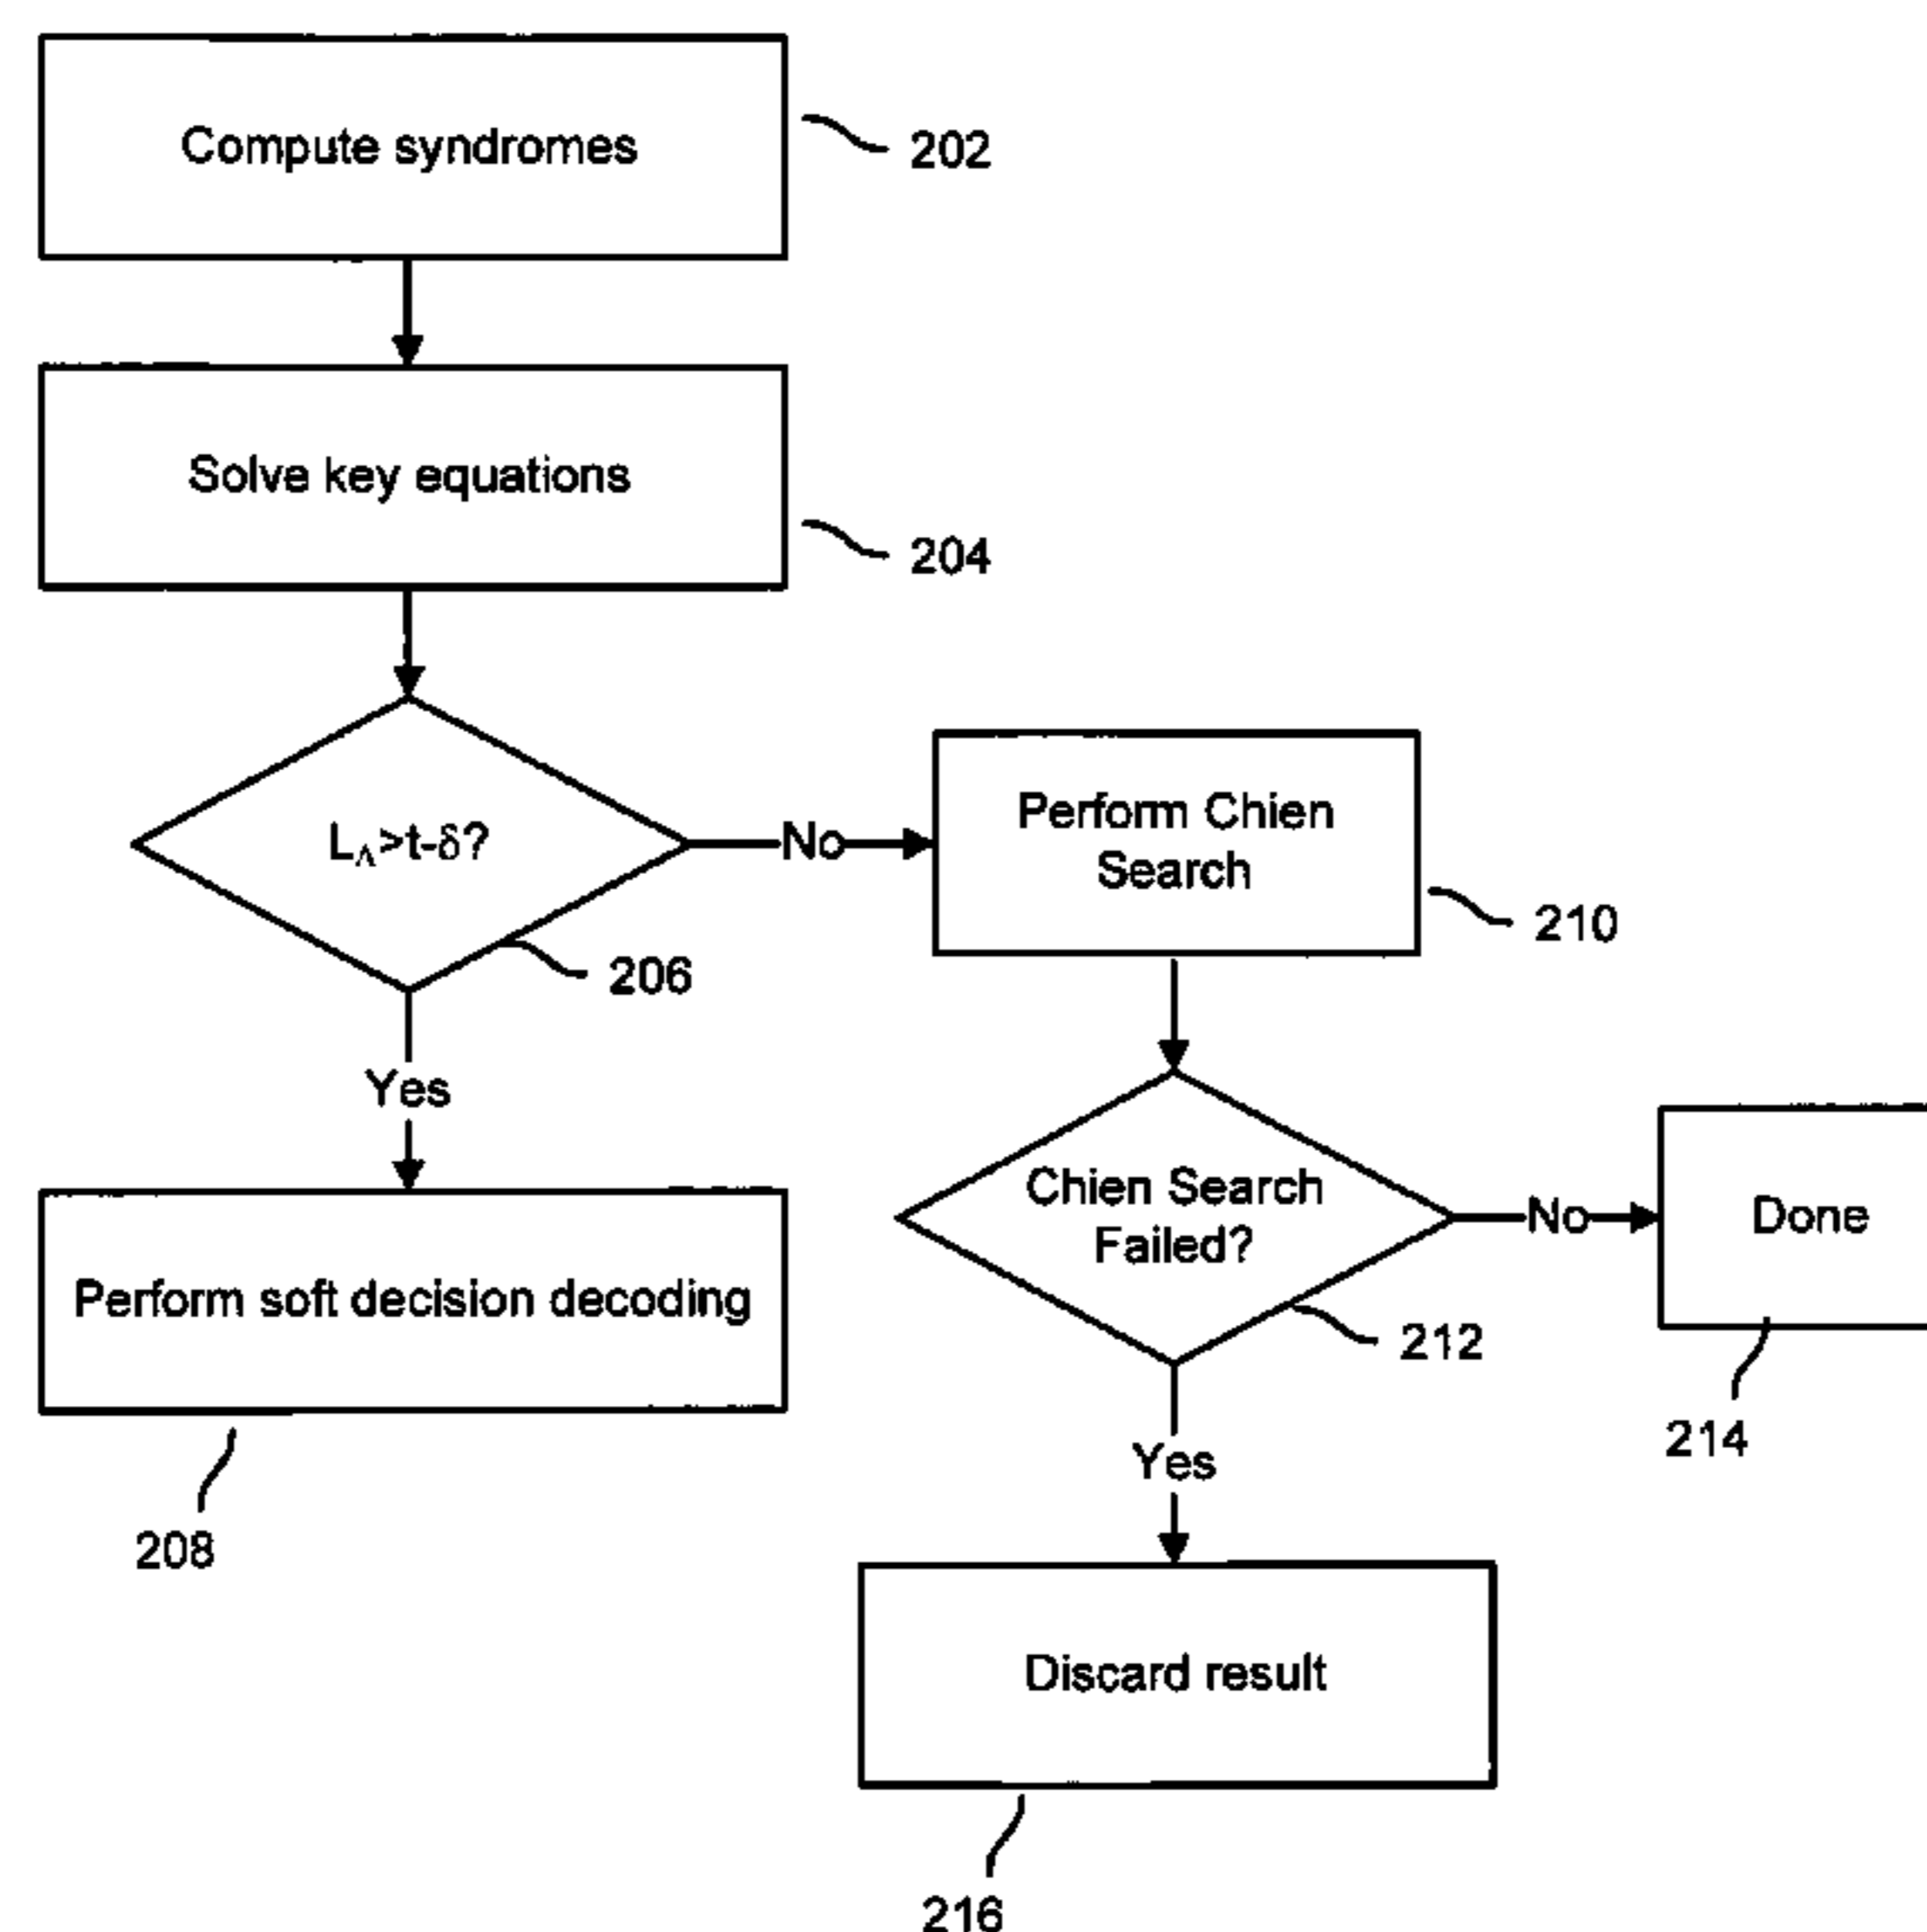 Compute syndromes
202
Solve key equations
204
L_Λ>t-δ?
No
206
Perform Chien
Search
210
Yes
Perform soft decision decoding
208
Chien Search
Failed?
212
No
Done
214
Yes
Discard result
216